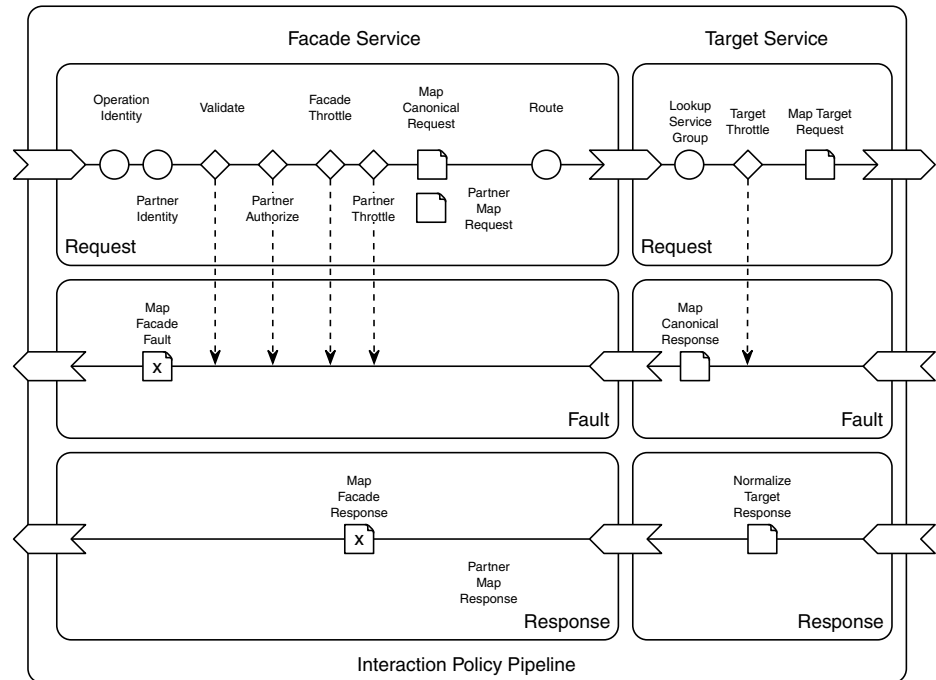 Facade Service
Target Service
Operation
Identity
Validate
Facade
Throttle
Map
Canonical
Request
Route
Lookup
Service
Group
Target
Throttle
Map Target
Request
Partner
Identity
Partner
Authorize
Partner
Throttle
Partner
Map
Request
Request
Request
Map
Facade
Fault
X
Map
Canonical
Response
Fault
Fault
Map
Facade
Response
X
Normalize
Target
Response
Partner
Map
Response
Response
Response
Interaction Policy Pipeline